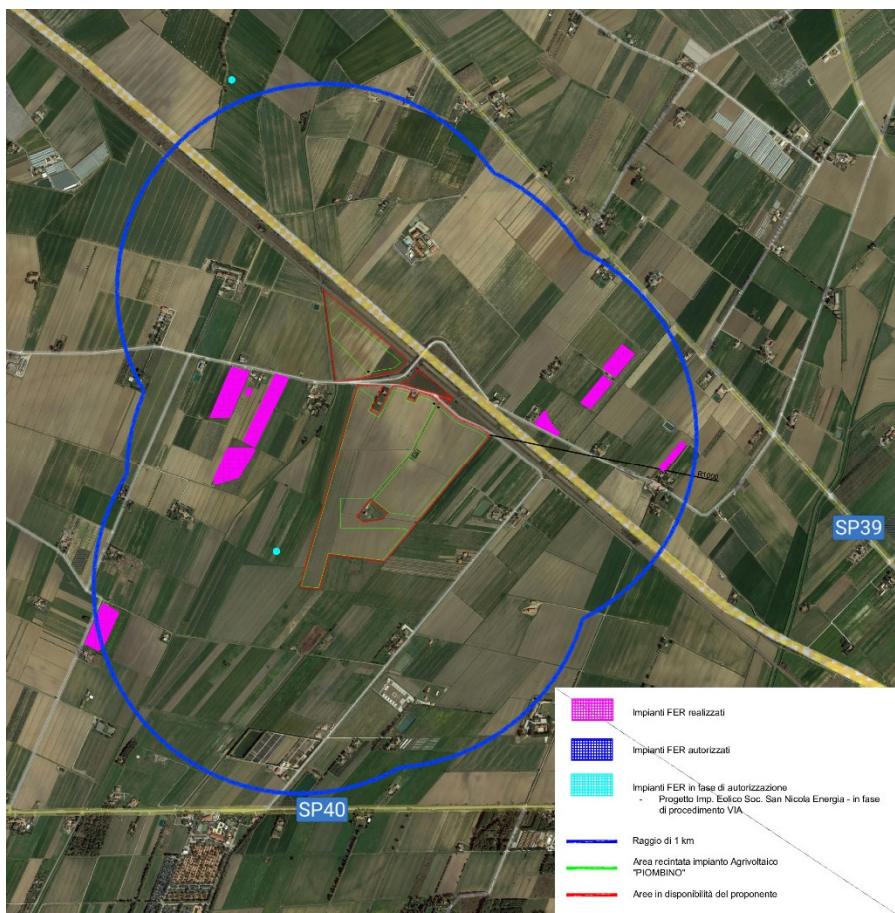 R1000
SP39
SP40
Impianti FER realizzati
Impianti FER autorizzati
Impianti FER in fase di autorizzazione
- Progetto Imp. Eolico Soc. San Nicola Energia - in fase
di procedimento VIA
Raggio di 1 km
Area recintata impianto Agrivoltaico
"PIOMBINO"
Aree in disponibilità del proponente